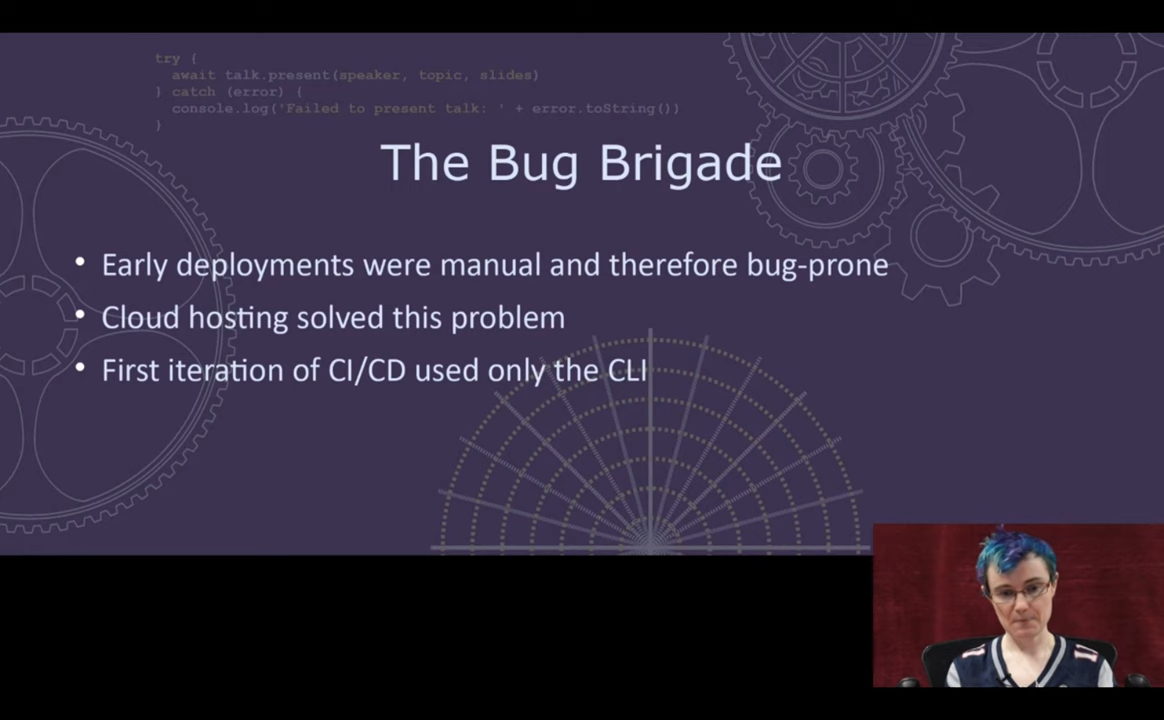 try {
await talk.present(speaker, topic, slides)
} catch (error) {
console.log('Failed to present talk: ' + error.toString())
}
The Bug Brigade
• Early deployments were manual and therefore bug-prone
• Cloud hosting solved this problem
• First iteration of CI/CD used only the CLI